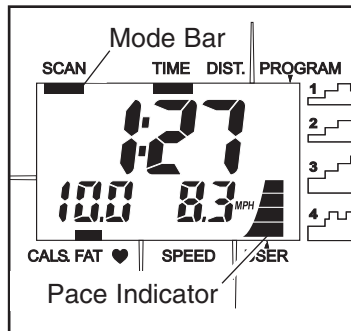 Mode Bar
SCAN TIME DIST. PROGRAM
1:27
1
2
3
10.0 8.3 MPH
4
CALS. FAT ♥ SPEED USER
Pace Indicator